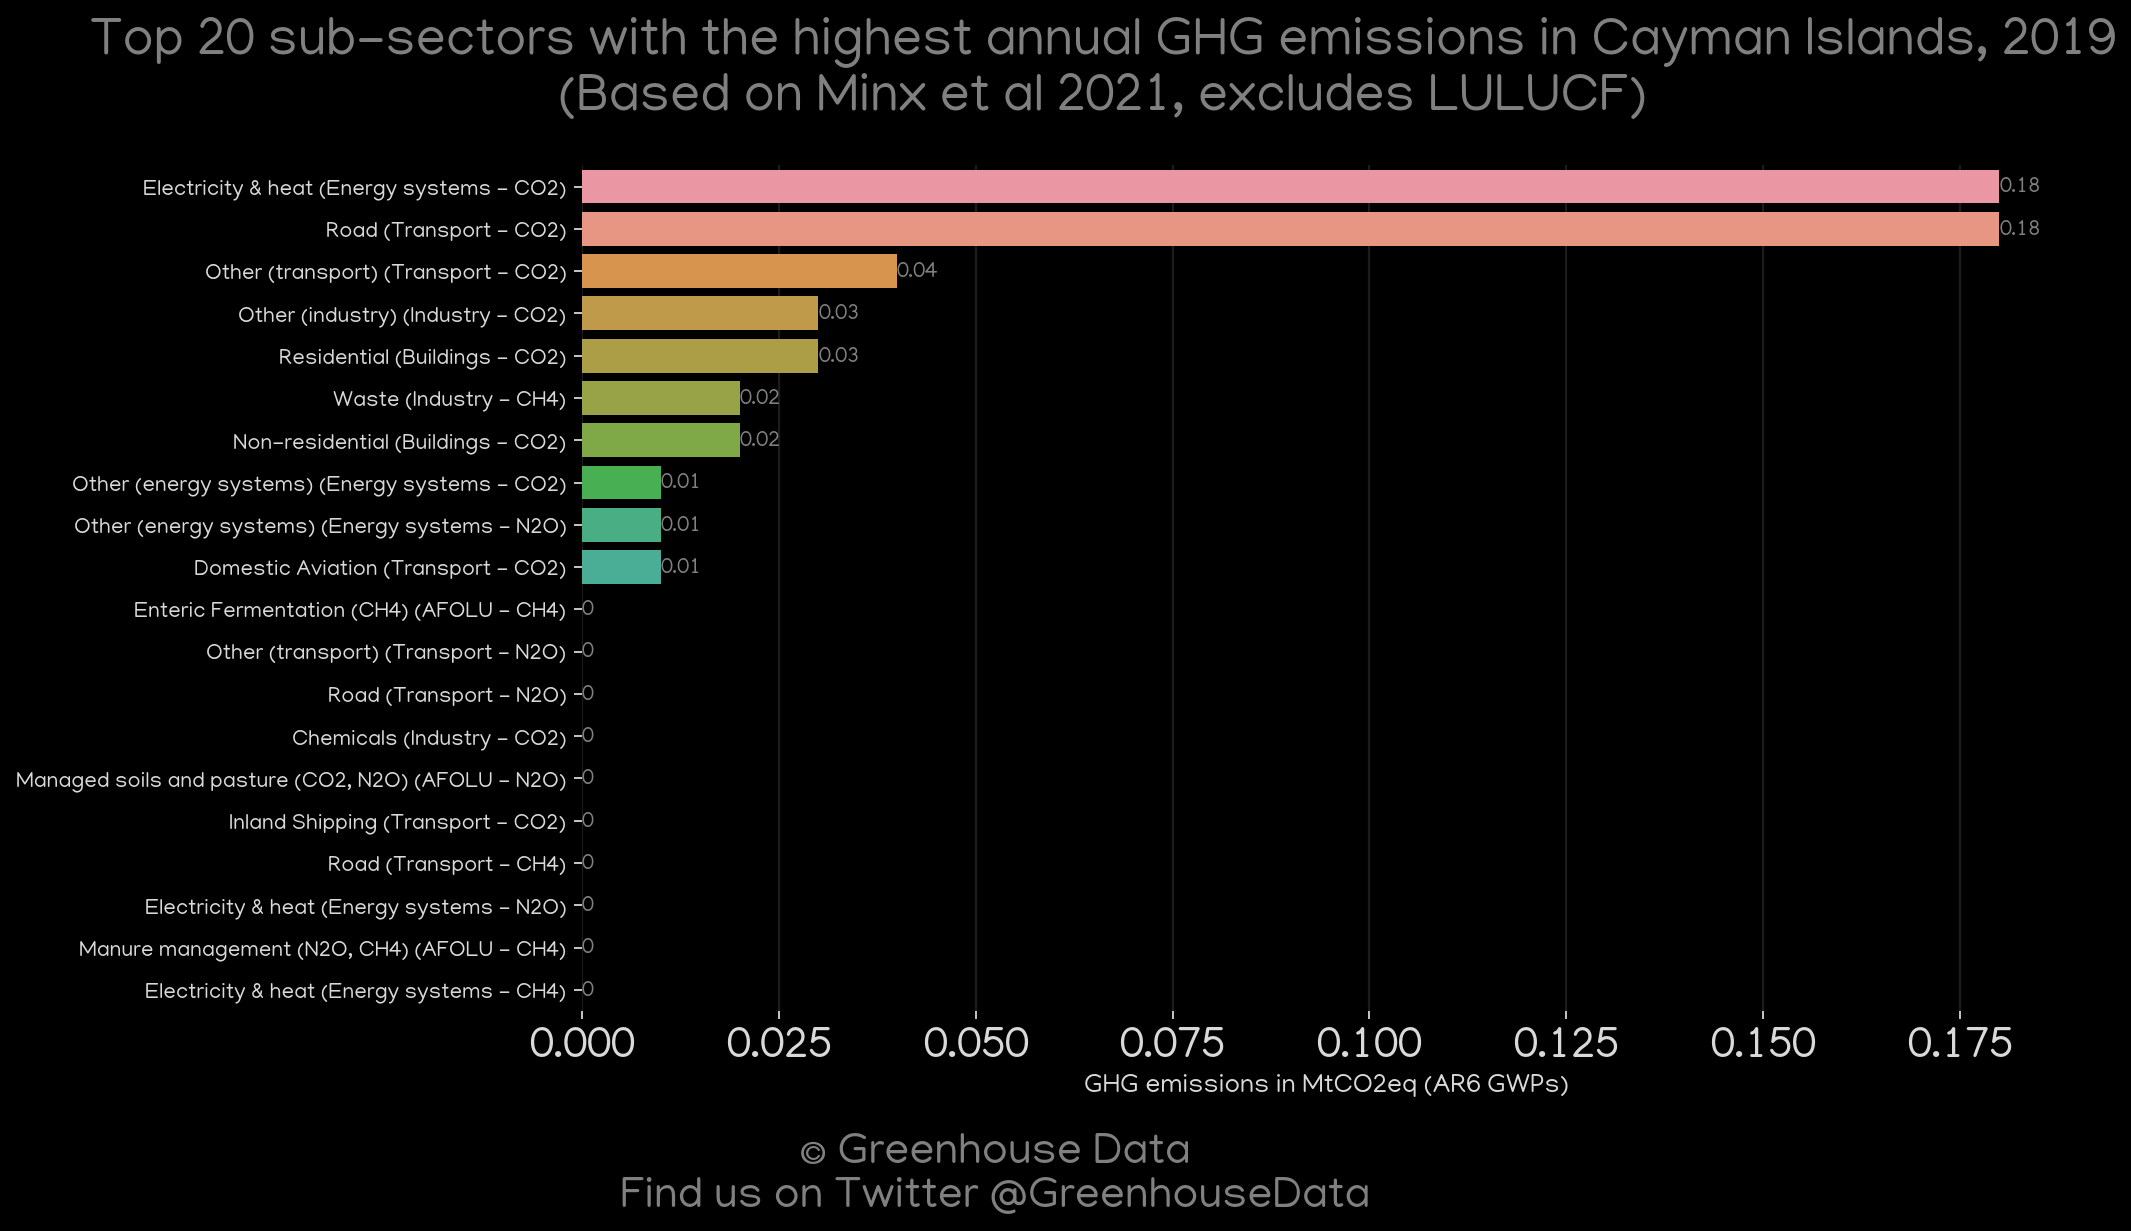 Top 20 sub-sectors with the highest annual GHG emissions in Cayman Islands, 2019
(Based on Minx et al 2021, excludes LULUCF)
Electricity & heat (Energy systems - CO2) 0.18
Road (Transport - CO2) 0.18
Other (transport) (Transport - CO2) 0.04
Other (industry) (Industry - CO2) 0.03
Residential (Buildings - CO2) 0.03
Waste (Industry - CH4) 0.02
Non-residential (Buildings - CO2) 0.02
Other (energy systems) (Energy systems - CO2) 0.01
Other (energy systems) (Energy systems - N2O) 0.01
Domestic Aviation (Transport - CO2) 0.01
Enteric Fermentation (CH4) (AFOLU - CH4) 0
Other (transport) (Transport - N2O) 0
Road (Transport - N2O) 0
Chemicals (Industry - CO2) 0
Managed soils and pasture (CO2, N2O) (AFOLU - N2O) 0
Inland Shipping (Transport - CO2) 0
Road (Transport - CH4) 0
Electricity & heat (Energy systems - N2O) 0
Manure management (N2O, CH4) (AFOLU - CH4) 0
Electricity & heat (Energy systems - CH4) 0
0.000 0.025 0.050 0.075 0.100 0.125 0.150 0.175
GHG emissions in MtCO2eq (AR6 GWPs)
© Greenhouse Data
Find us on Twitter @GreenhouseData